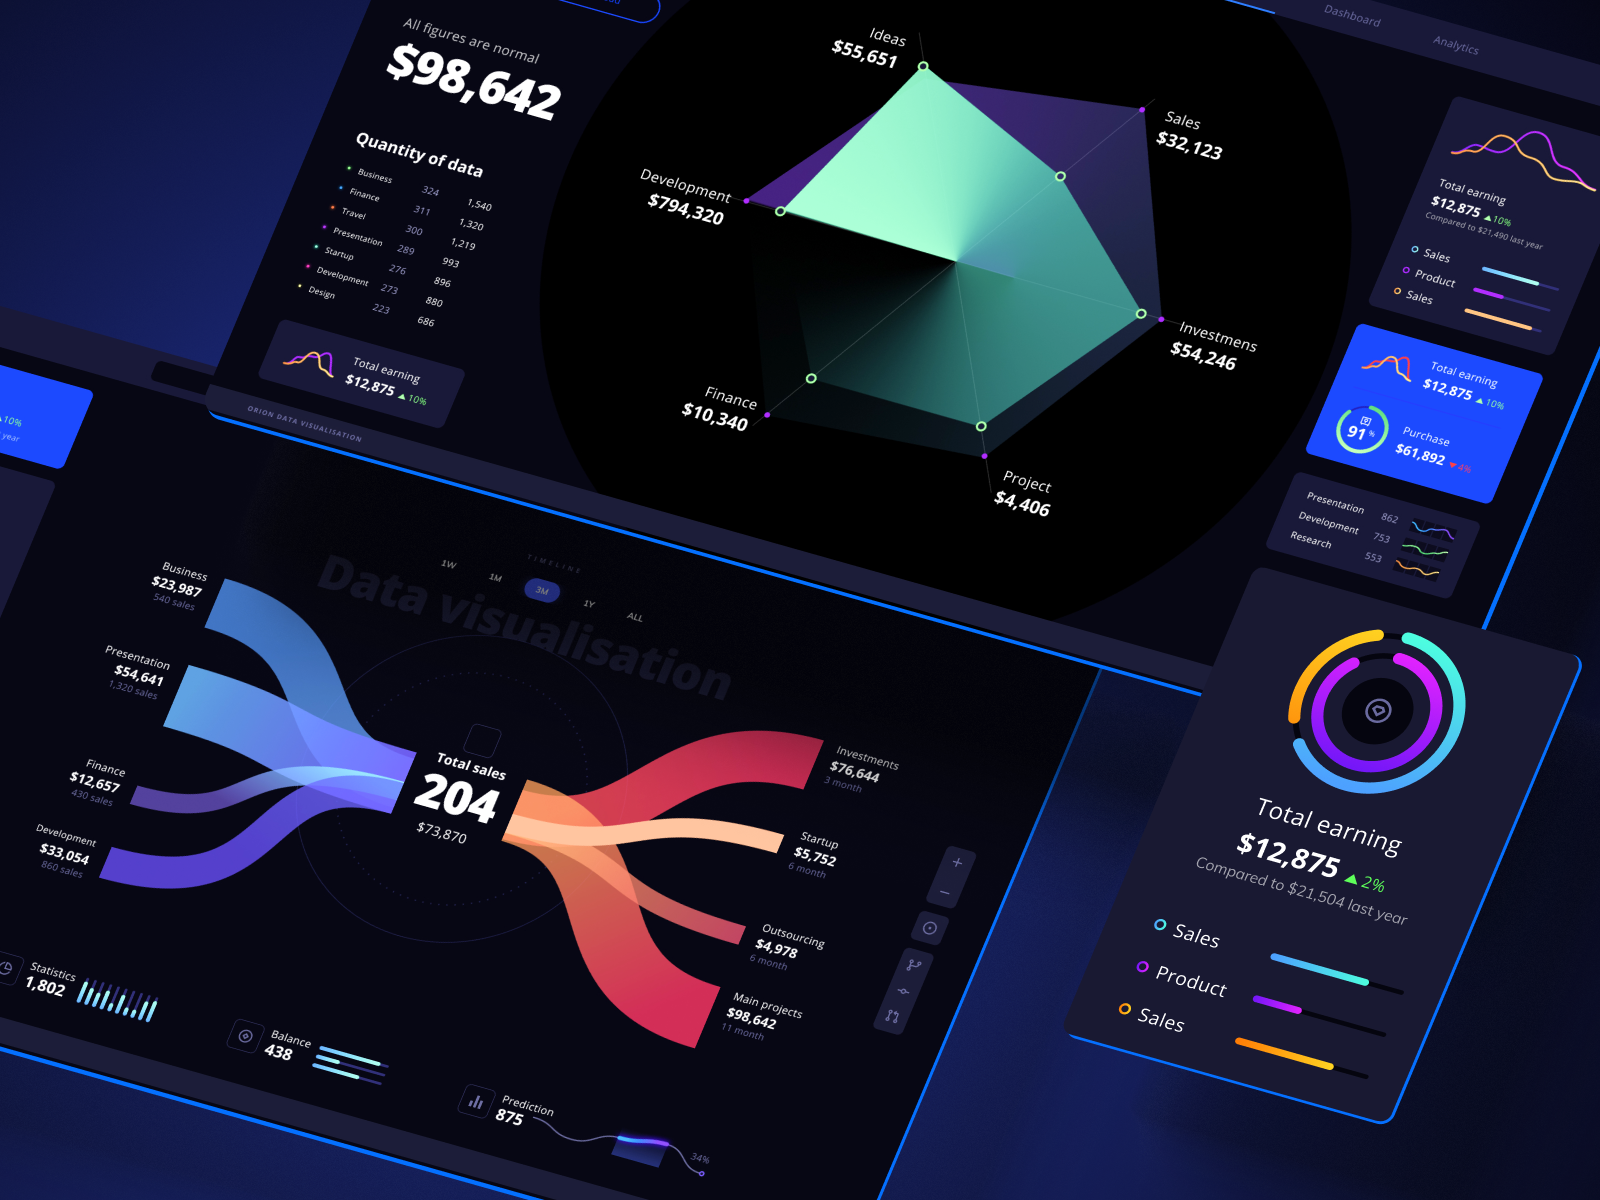 All figures are normal
$98,642
Quantity of data
Business 324 1,540
Finance 311 1,320
Travel 300 1,219
Presentation 289 993
Startup 276 896
Development 273 880
Design 223 686
Total earning
$12,875 10%
ORION DATA VISUALISATION
Ideas
$55,651
Sales
$32,123
Development
$794,320
Investmens
$54,246
Finance
$10,340
Project
$4,406
Dashboard
Analytics
Total earning
$12,875 10%
Compared to $21,490 last year
Sales
Product
Sales
Total earning
$12,875 10%
91%
Purchase
$61,892 4%
Presentation 862
Development 753
Research 553
Total earning
$12,875 2%
Compared to $21,504 last year
Sales
Product
Sales
10%
year
TIMELINE
1W
1M
3M
1Y
ALL
Data visualisation
Business
$23,987
540 sales
Presentation
$54,641
1,320 sales
Finance
$12,657
430 sales
Development
$33,054
860 sales
Total sales
204
$73,870
Investments
$76,644
3 month
Startup
$5,752
6 month
Outsourcing
$4,978
6 month
Main projects
$98,642
11 month
Statistics
1,802
Balance
438
Prediction
875
34%